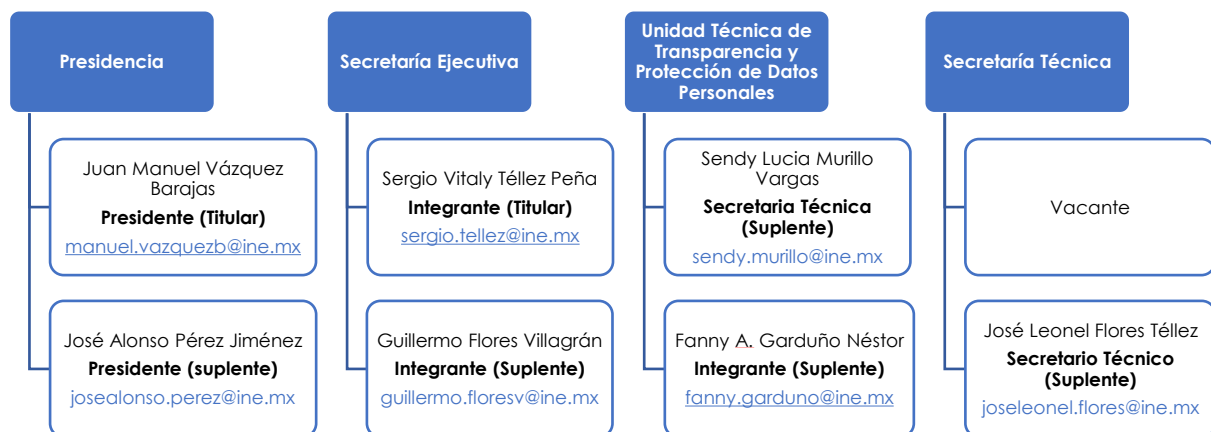 Presidencia
Juan Manuel Vázquez
Barajas
Presidente (Titular)
manuel.vazquezb@ine.mx
José Alonso Pérez Jiménez
Presidente (suplente)
josealonso.perez@ine.mx
Secretaría Ejecutiva
Sergio Vitaly Téllez Peña
Integrante (Titular)
sergio.tellez@ine.mx
Guillermo Flores Villagrán
Integrante (Suplente)
guillermo.floresv@ine.mx
Unidad Técnica de
Transparencia y
Protección de Datos
Personales
Sendy Lucia Murillo
Vargas
Secretaria Técnica
(Suplente)
sendy.murillo@ine.mx
Fanny A. Garduño Néstor
Integrante (Suplente)
fanny.garduno@ine.mx
Secretaría Técnica
Vacante
José Leonel Flores Téllez
Secretario Técnico
(Suplente)
joseleonel.flores@ine.mx